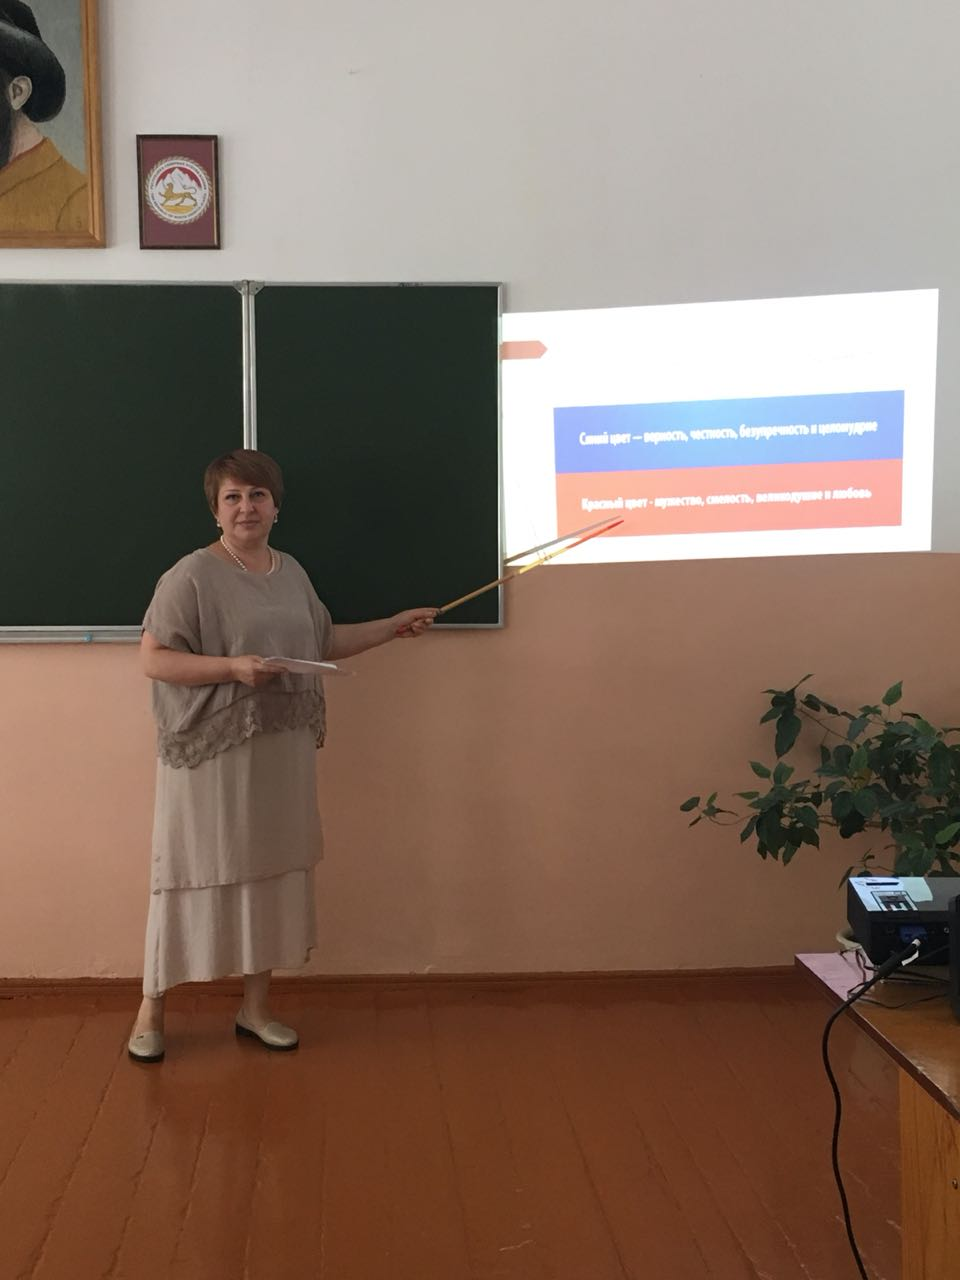 Синий цвет — верность, честность, безупречность и целомудрие
Красный цвет - мужество, смелость, великодушие и любовь